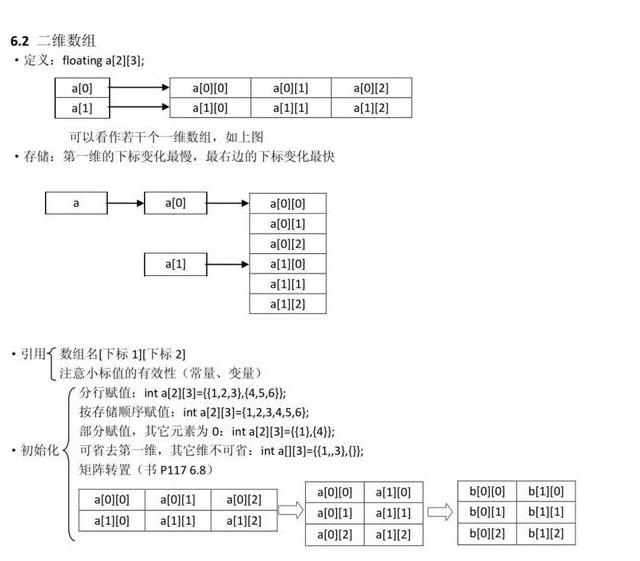 6.2 二维数组
• 定义：floating a[2][3];
a[0] a[0][0] a[0][1] a[0][2]
a[1] a[1][0] a[1][1] a[1][2]
可以看作若干个一维数组，如上图
• 存储：第一维的下标变化最慢，最右边的下标变化最快
a a[0] a[0][0]
a[0][1]
a[0][2]
a[1] a[1][0]
a[1][1]
a[1][2]
• 引用 数组名[下标 1][下标 2]
注意小标值的有效性（常量、变量）
分行赋值：int a[2][3]={{1,2,3},{4,5,6}};
按存储顺序赋值：int a[2][3]={1,2,3,4,5,6};
部分赋值，其它元素为 0：int a[2][3]={{1},{4}};
• 初始化 可省去第一维，其它维不可省：int a[][3]={{1,,3},{}};
矩阵转置（书 P117 6.8）
a[0][0] a[0][1] a[0][2] a[0][0] a[1][0] b[0][0] b[1][0]
a[1][0] a[1][1] a[1][2] a[0][1] a[1][1] b[0][1] b[1][1]
a[0][2] a[1][2] b[0][2] b[1][2]